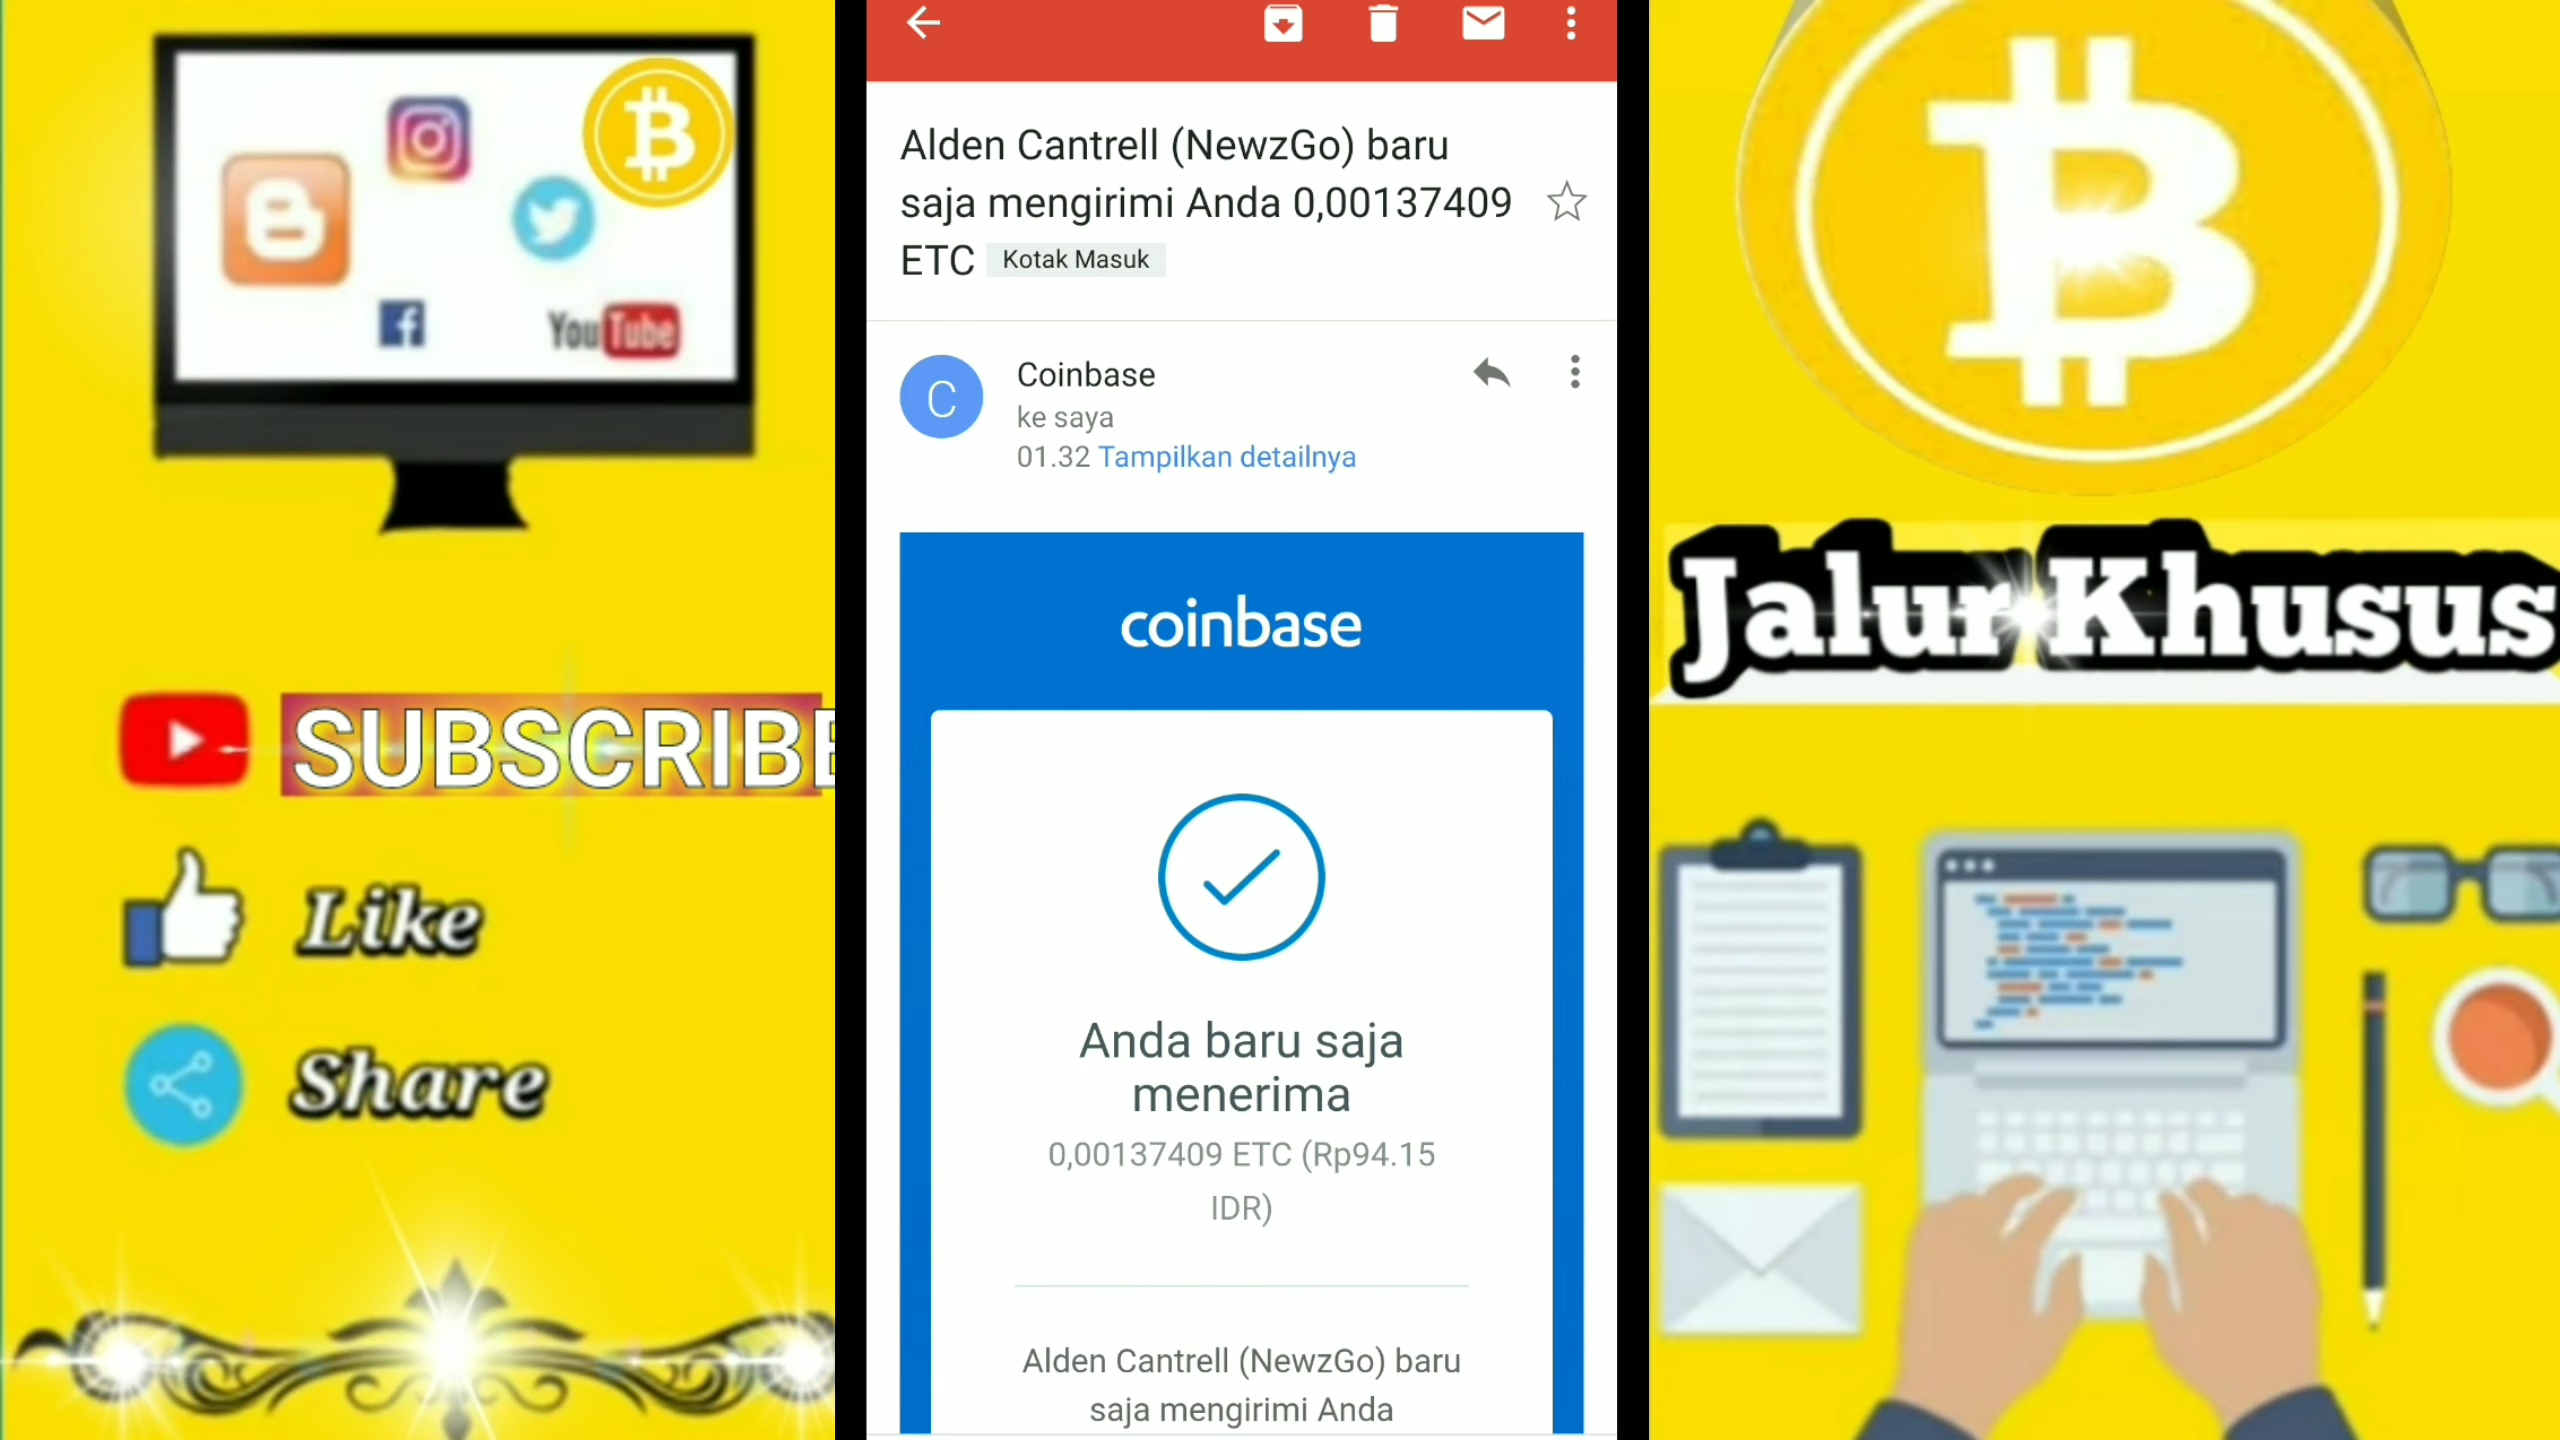 You Tube
SUBSCRIBE
Like
Share
Alden Cantrell (NewzGo) baru
saja mengirimi Anda 0,00137409
ETC Kotak Masuk
C
Coinbase
ke saya
01.32 Tampilkan detailnya
coinbase
Anda baru saja
menerima
0,00137409 ETC (Rp94.15
IDR)
Alden Cantrell (NewzGo) baru
saja mengirimi Anda
Jalur Khusus